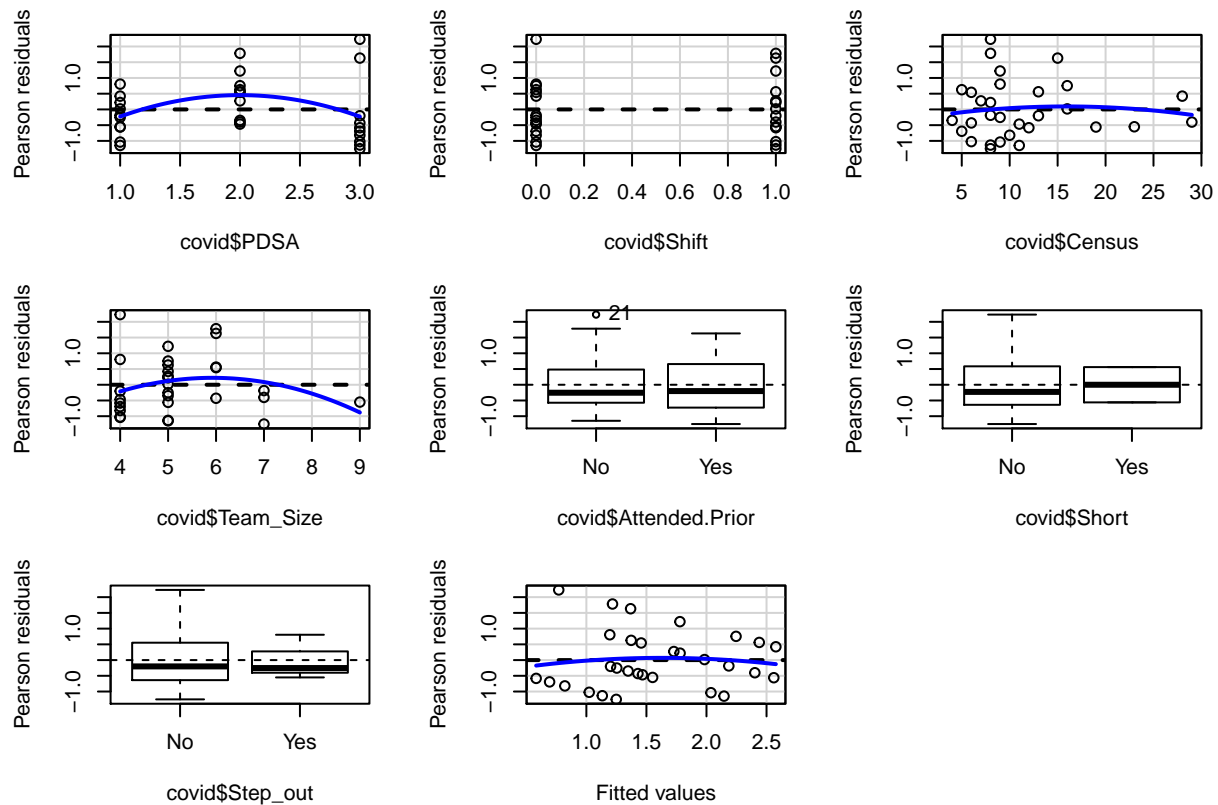 Pearson residuals
−1.0 1.0
1.0 1.5 2.0 2.5 3.0
covid$PDSA
Pearson residuals
−1.0 1.0
0.0 0.2 0.4 0.6 0.8 1.0
covid$Shift
Pearson residuals
−1.0 1.0
5 10 15 20 25 30
covid$Census
Pearson residuals
−1.0 1.0
4 5 6 7 8 9
covid$Team_Size
Pearson residuals
−1.0 1.0
21
No Yes
covid$Attended.Prior
Pearson residuals
−1.0 1.0
No Yes
covid$Short
Pearson residuals
−1.0 1.0
No Yes
covid$Step_out
Pearson residuals
−1.0 1.0
1.0 1.5 2.0 2.5
Fitted values